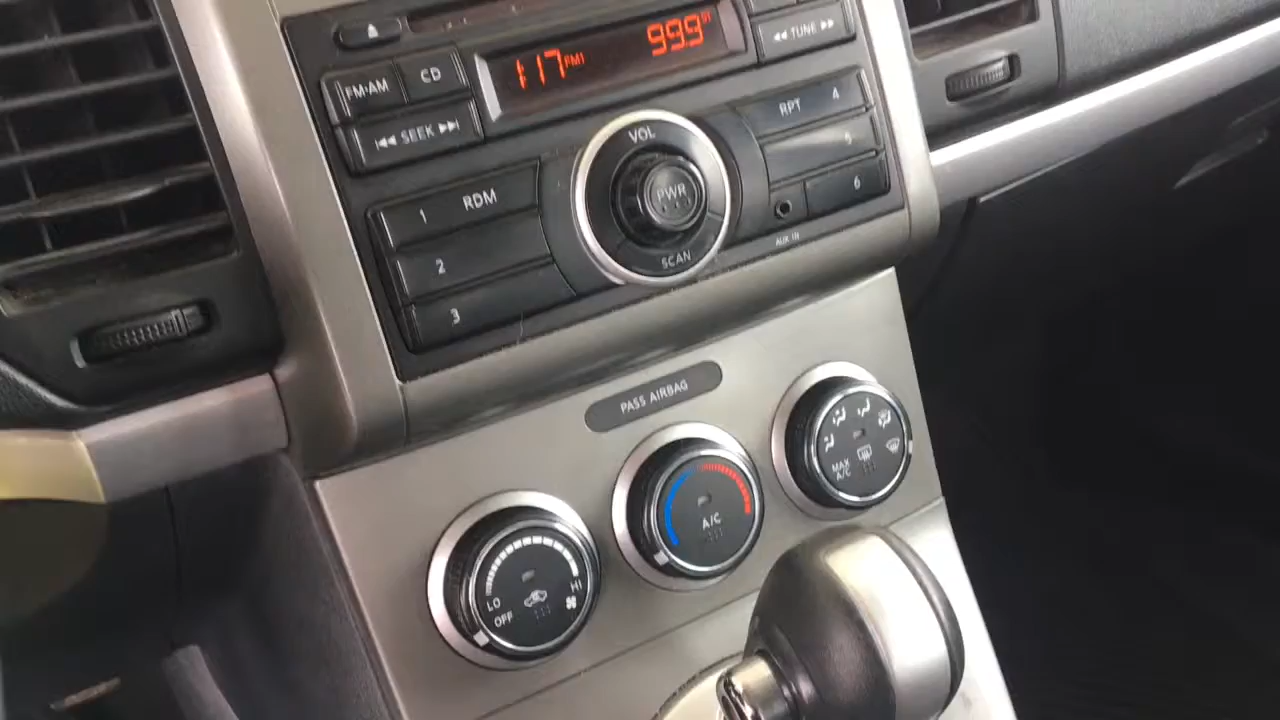 1:17 FM1 99.9 ST
FM·AM CD
SEEK
TUNE
VOL
PWR
SCAN
1 RDM
2
3
RPT 4
5
6
AUX IN
PASS AIRBAG
LO HI
OFF
A/C
MAX
A/C